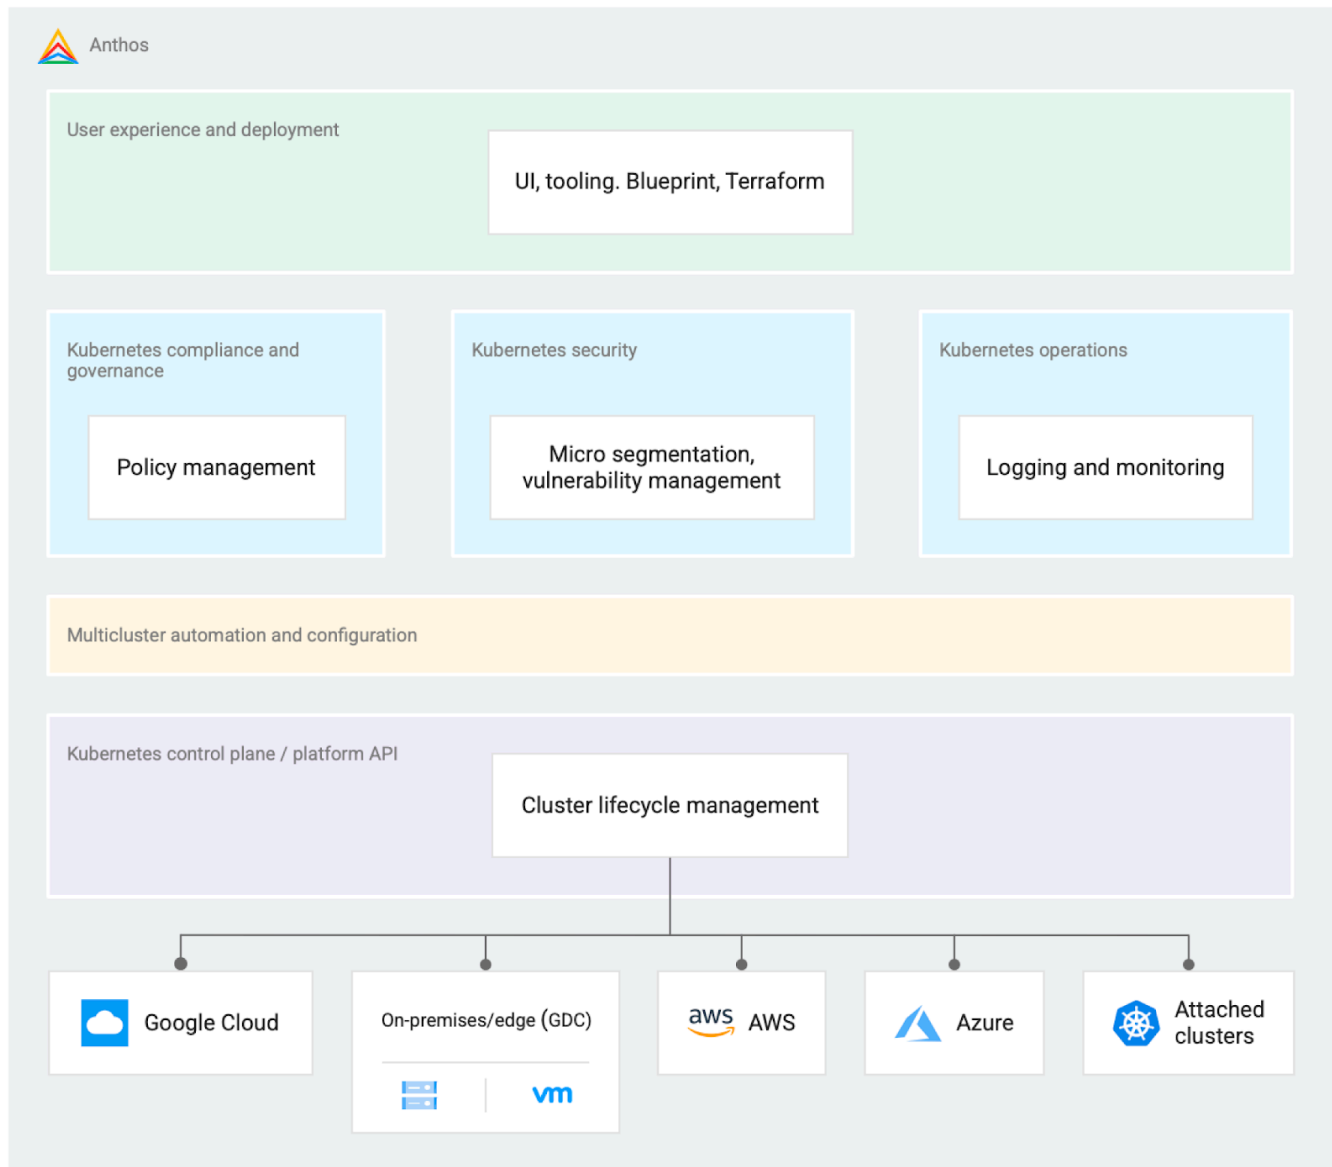 Anthos
User experience and deployment
UI, tooling. Blueprint, Terraform
Kubernetes compliance and
governance
Policy management
Kubernetes security
Micro segmentation,
vulnerability management
Kubernetes operations
Logging and monitoring
Multicluster automation and configuration
Kubernetes control plane / platform API
Cluster lifecycle management
Google Cloud
On-premises/edge (GDC)
vm
aws AWS
Azure
Attached
clusters